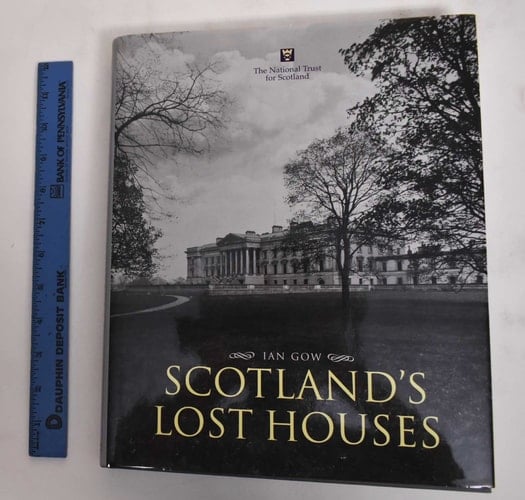 The National Trust
for Scotland
IAN GOW
SCOTLAND'S
LOST HOUSES
BANK OF PENNSYLVANIA
DAUPHIN DEPOSIT BANK